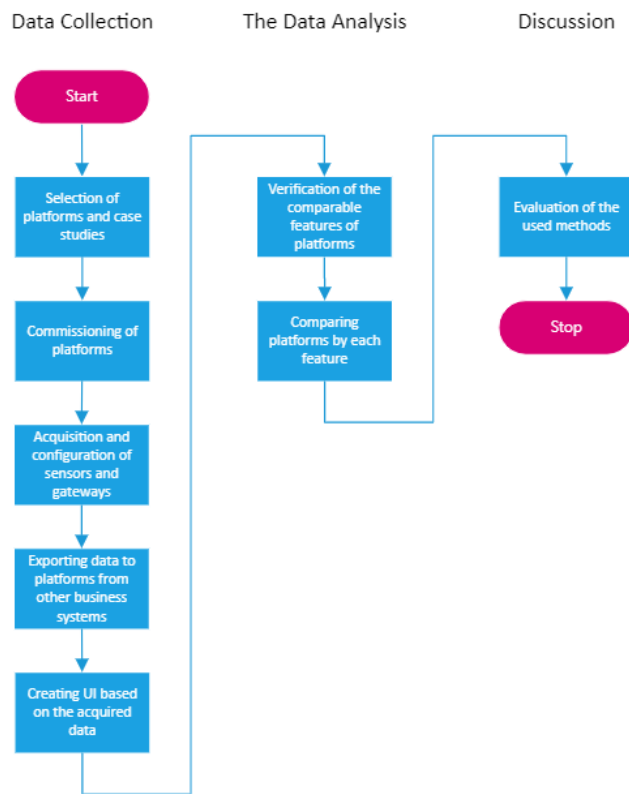 Data Collection
The Data Analysis
Discussion
Start
Selection of
platforms and case
studies
Commissioning of
platforms
Acquisition and
configuration of
sensors and
gateways
Exporting data to
platforms from
other business
systems
Creating UI based
on the acquired
data
Verification of the
comparable
features of
platforms
Comparing
platforms by each
feature
Evaluation of the
used methods
Stop